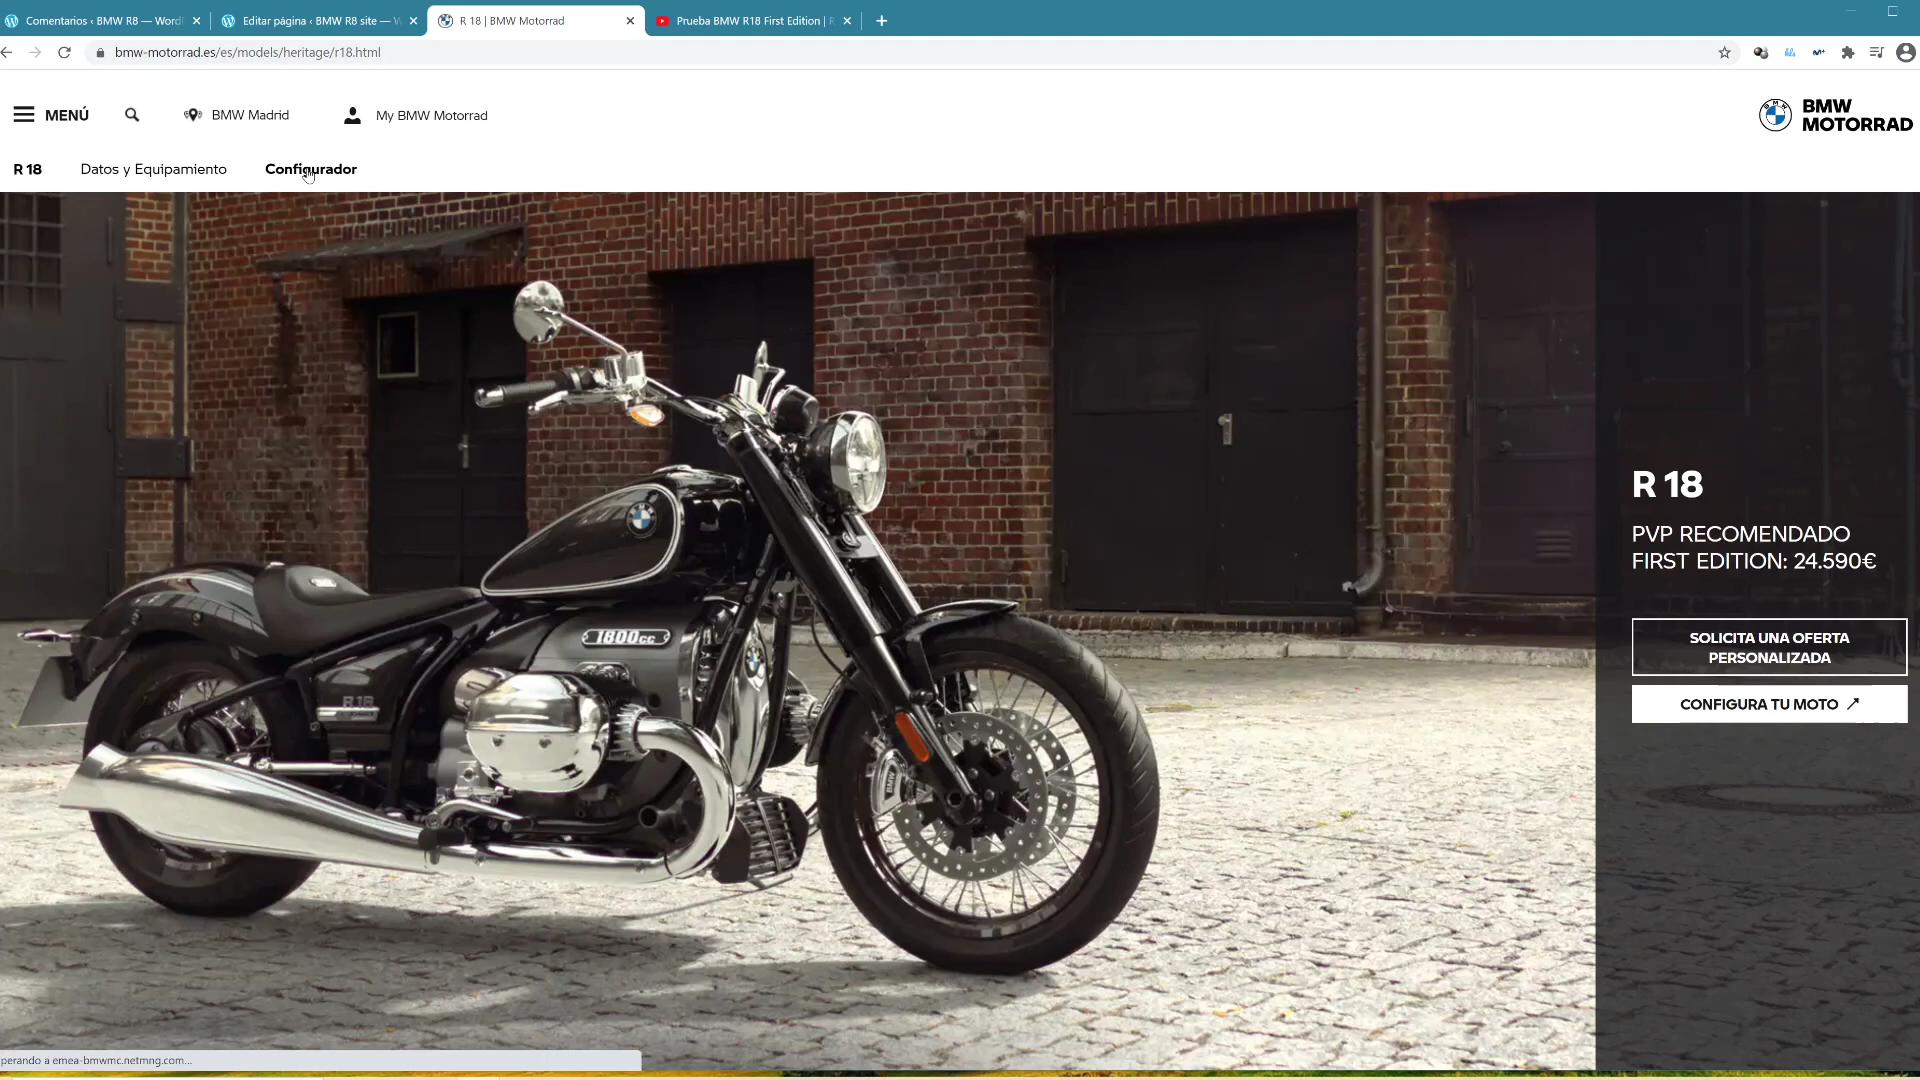 Comentarios ‹ BMW R8 — Word
Editar página ‹ BMW R8 site — W
R 18 | BMW Motorrad
Prueba BMW R18 First Edition |
bmw-motorrad.es/es/models/heritage/r18.html
MENÚ
BMW Madrid
My BMW Motorrad
BMW
MOTORRAD
R 18
Datos y Equipamiento
Configurador
1800cc
R 18
BMW
R 18
PVP RECOMENDADO
FIRST EDITION: 24.590€
SOLICITA UNA OFERTA
PERSONALIZADA
CONFIGURA TU MOTO
perando a emea-bmwmc.netmng.com...